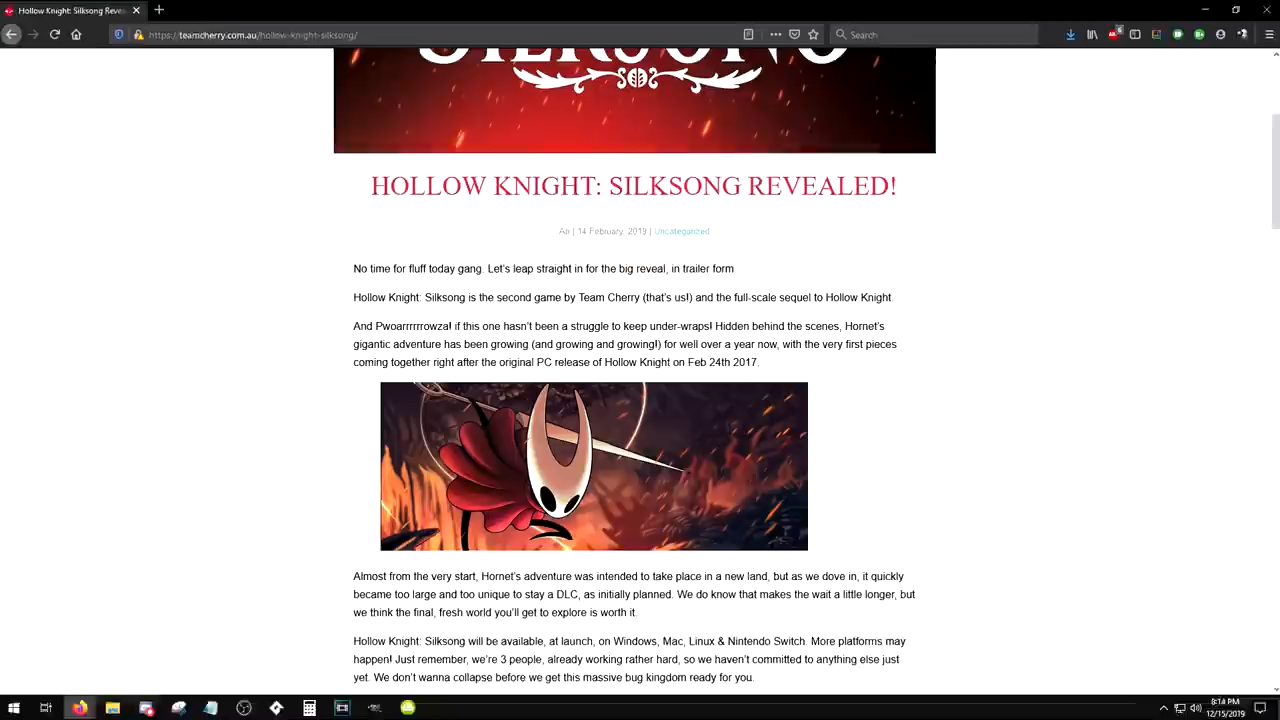 Hollow Knight: Silksong Revea
https://teamcherry.com.au/hollow-knight-silksong/
Search
SILKSONG
HOLLOW KNIGHT: SILKSONG REVEALED!
Ari | 14 February, 2019 | Uncategorized
No time for fluff today gang. Let's leap straight in for the big reveal, in trailer form
Hollow Knight: Silksong is the second game by Team Cherry (that's us!) and the full-scale sequel to Hollow Knight.
And Pwoarrrrrrowza! if this one hasn't been a struggle to keep under-wraps! Hidden behind the scenes, Hornet's
gigantic adventure has been growing (and growing and growing!) for well over a year now, with the very first pieces
coming together right after the original PC release of Hollow Knight on Feb 24th 2017.
Almost from the very start, Hornet's adventure was intended to take place in a new land, but as we dove in, it quickly
became too large and too unique to stay a DLC, as initially planned. We do know that makes the wait a little longer, but
we think the final, fresh world you'll get to explore is worth it.
Hollow Knight: Silksong will be available, at launch, on Windows, Mac, Linux & Nintendo Switch. More platforms may
happen! Just remember, we're 3 people, already working rather hard, so we haven't committed to anything else just
yet. We don't wanna collapse before we get this massive bug kingdom ready for you.
8:14 PM
12/15/2019